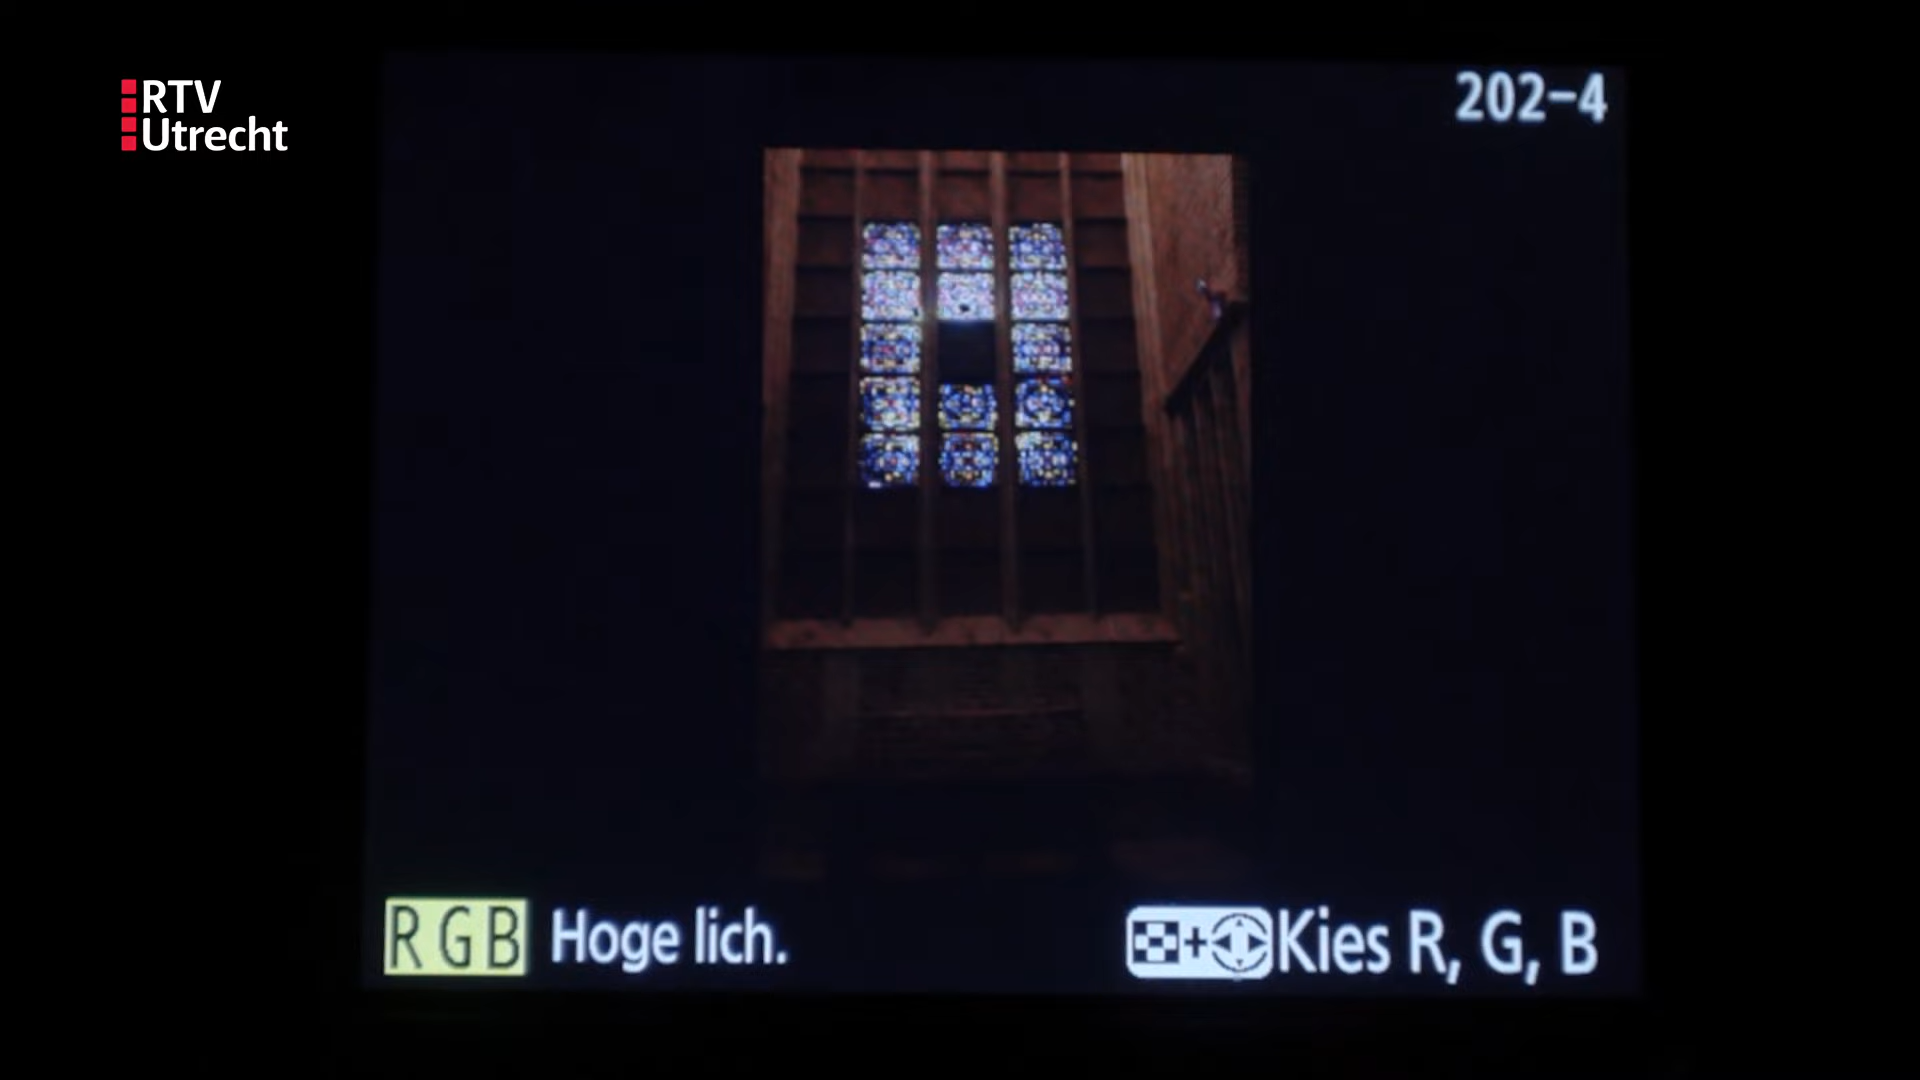 RTV
Utrecht
202-4
RGB Hoge lich.
Kies R, G, B